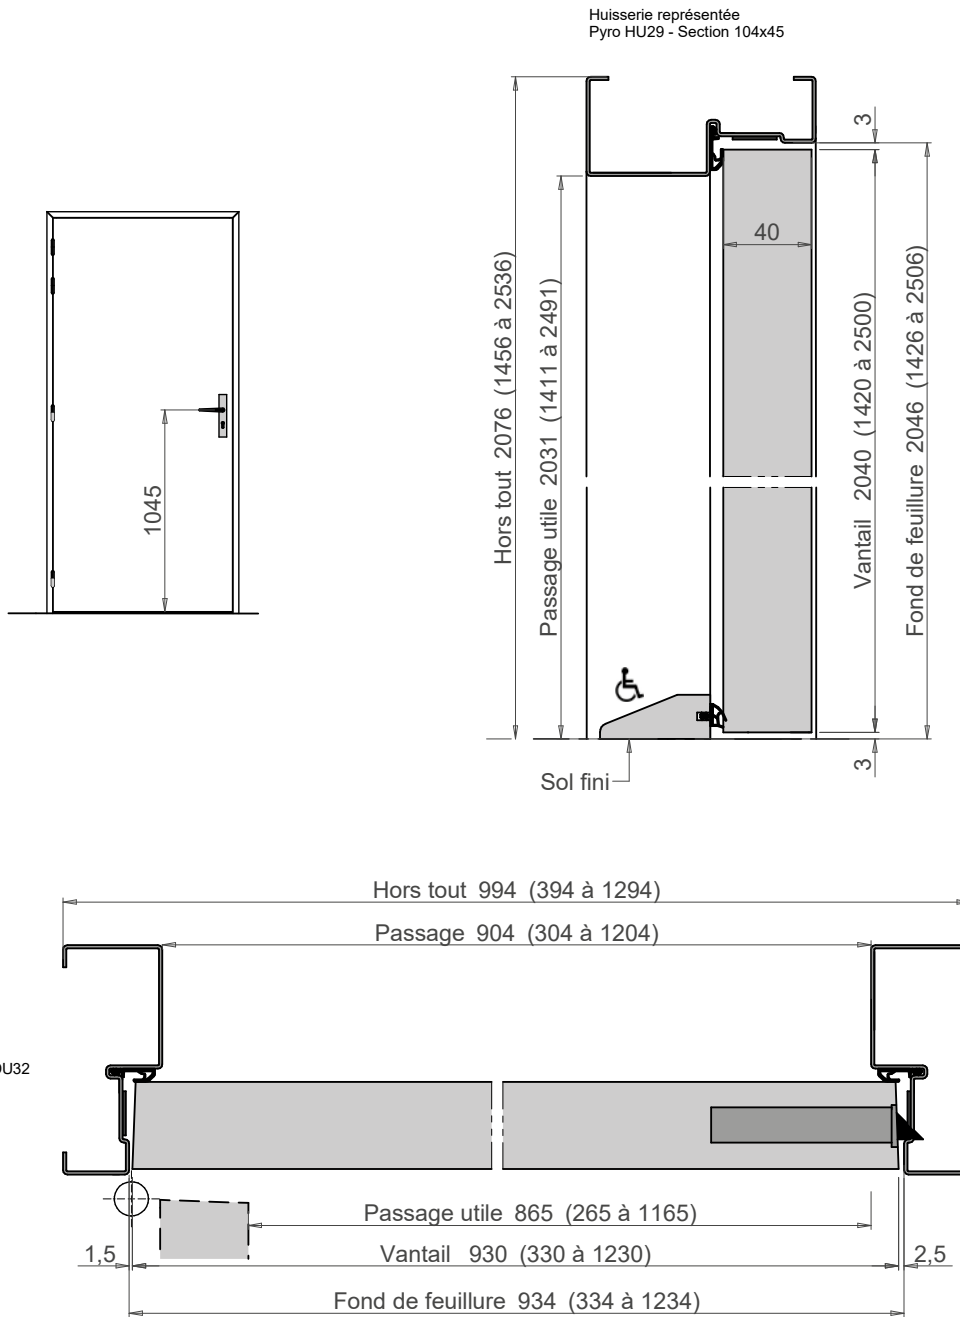 Huisserie représentée
Pyro HU29 - Section 104x45
3
40
Hors tout 2076 (1456 à 2536)
Passage utile 2031 (1411 à 2491)
Vantail 2040 (1420 à 2500)
Fond de feuillure 2046 (1426 à 2506)
1045
3
Sol fini
Hors tout 994 (394 à 1294)
Passage 904 (304 à 1204)
U32
Passage utile 865 (265 à 1165)
1,5
Vantail 930 (330 à 1230)
2,5
Fond de feuillure 934 (334 à 1234)